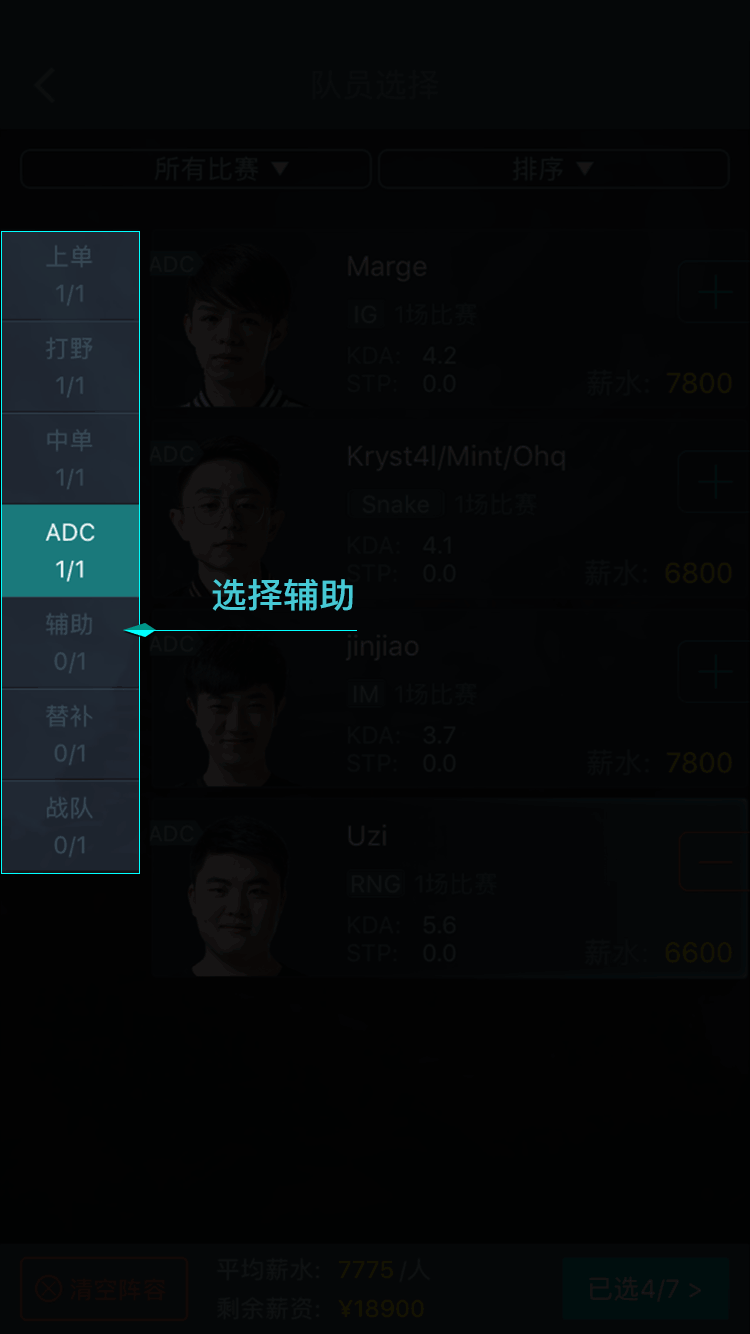 队员选择
所有比赛 ▼
排序 ▼
上单
1/1
打野
1/1
中单
1/1
ADC
1/1
辅助
0/1
替补
0/1
战队
0/1
选择辅助
ADC
Marge
IG 1场比赛
KDA: 4.2
STP: 0.0
薪水: 7800
ADC
Kryst4l/Mint/Ohq
Snake 1场比赛
KDA: 4.1
STP: 0.0
薪水: 6800
ADC
jinjiao
IM 1场比赛
KDA: 3.7
STP: 0.0
薪水: 7800
ADC
Uzi
RNG 1场比赛
KDA: 5.6
STP: 0.0
薪水: 6600
清空阵容
平均薪水: 7775/人
剩余薪资: ¥18900
已选4/7 >